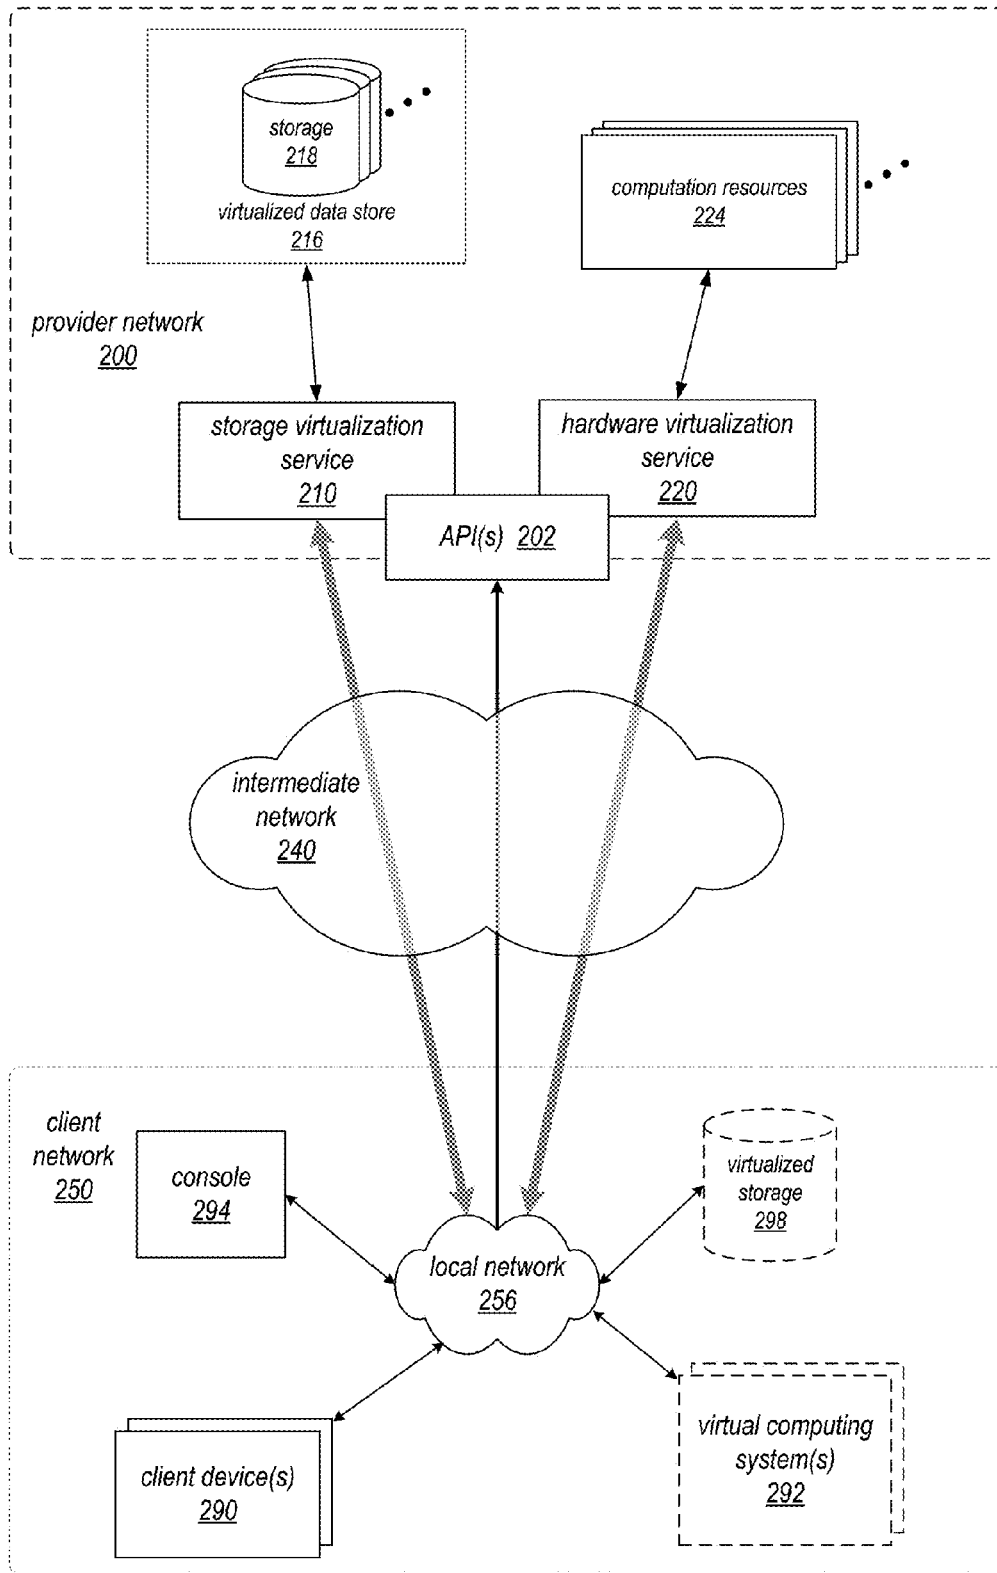 storage
218
virtualized data store
216
computation resources
224
provider network
200
storage virtualization
service
210
hardware virtualization
service
220
API(s) 202
intermediate
network
240
client
network
250
console
294
virtualized
storage
298
local network
256
client device(s)
290
virtual computing
system(s)
292